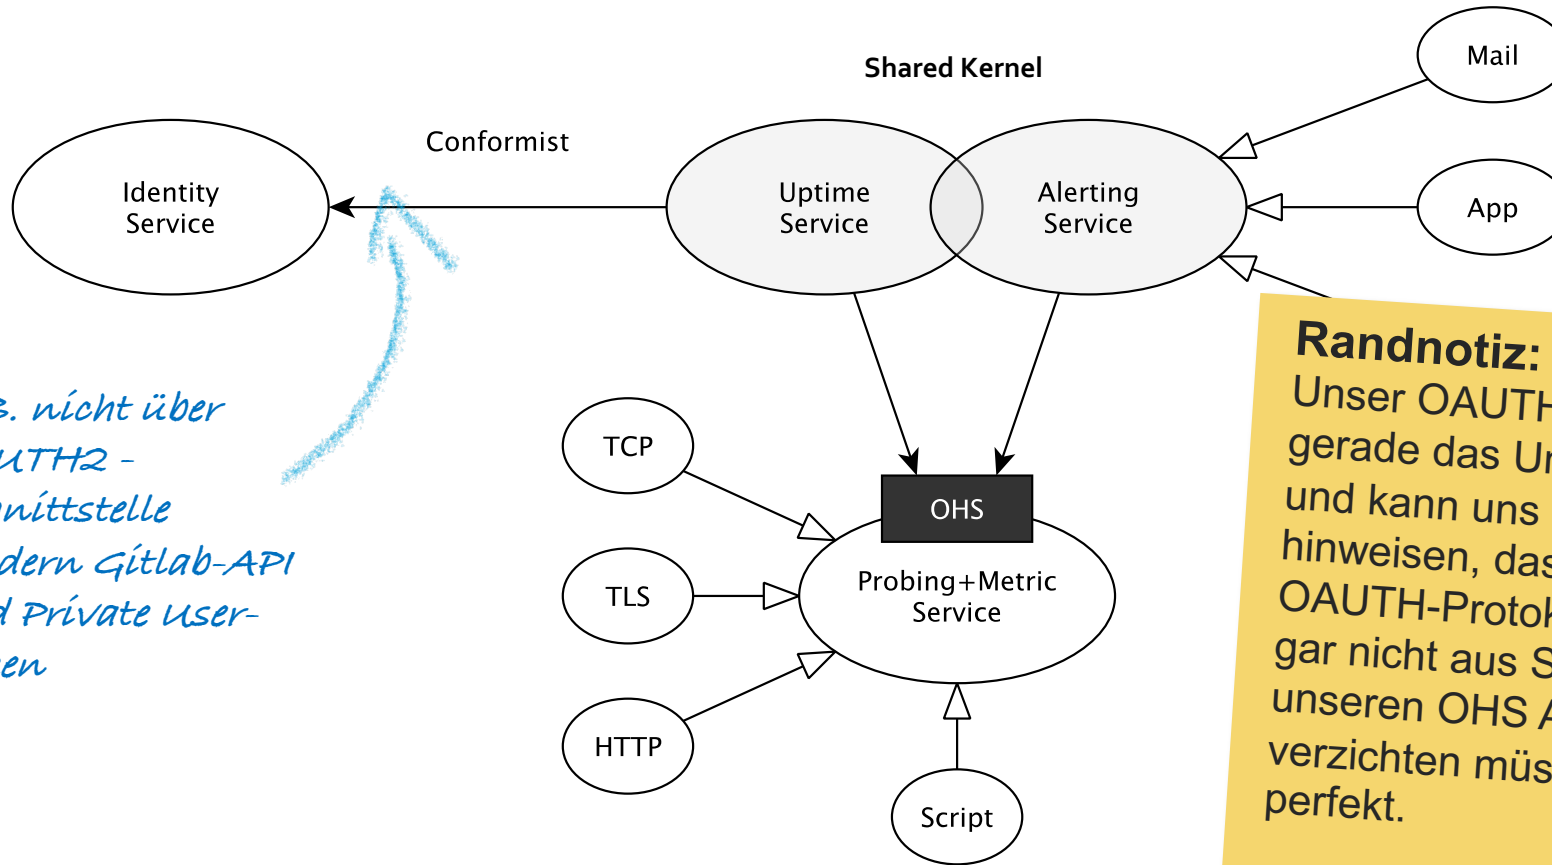 Shared Kernel
Mail
Conformist
Identity
Service
Uptime
Service
Alerting
Service
App
nicht über
UTH2 -
nittstelle
dern Gitlab-API
d Private User-
en
TCP
TLS
HTTP
OHS
Probing+Metric
Service
Script
Randnotiz:
Unser OAUTH
gerade das Un
und kann uns
hinweisen, das
OAUTH-Protok
gar nicht aus S
unseren OHS A
verzichten müs
perfekt.